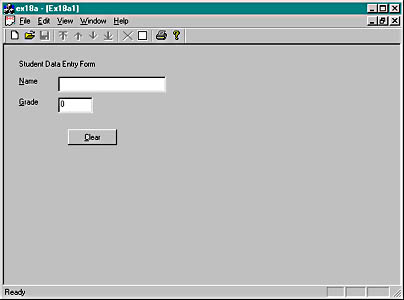 ex18a - [Ex18a1]
File Edit View Window Help
Student Data Entry Form
Name
Grade 0
Clear
Ready